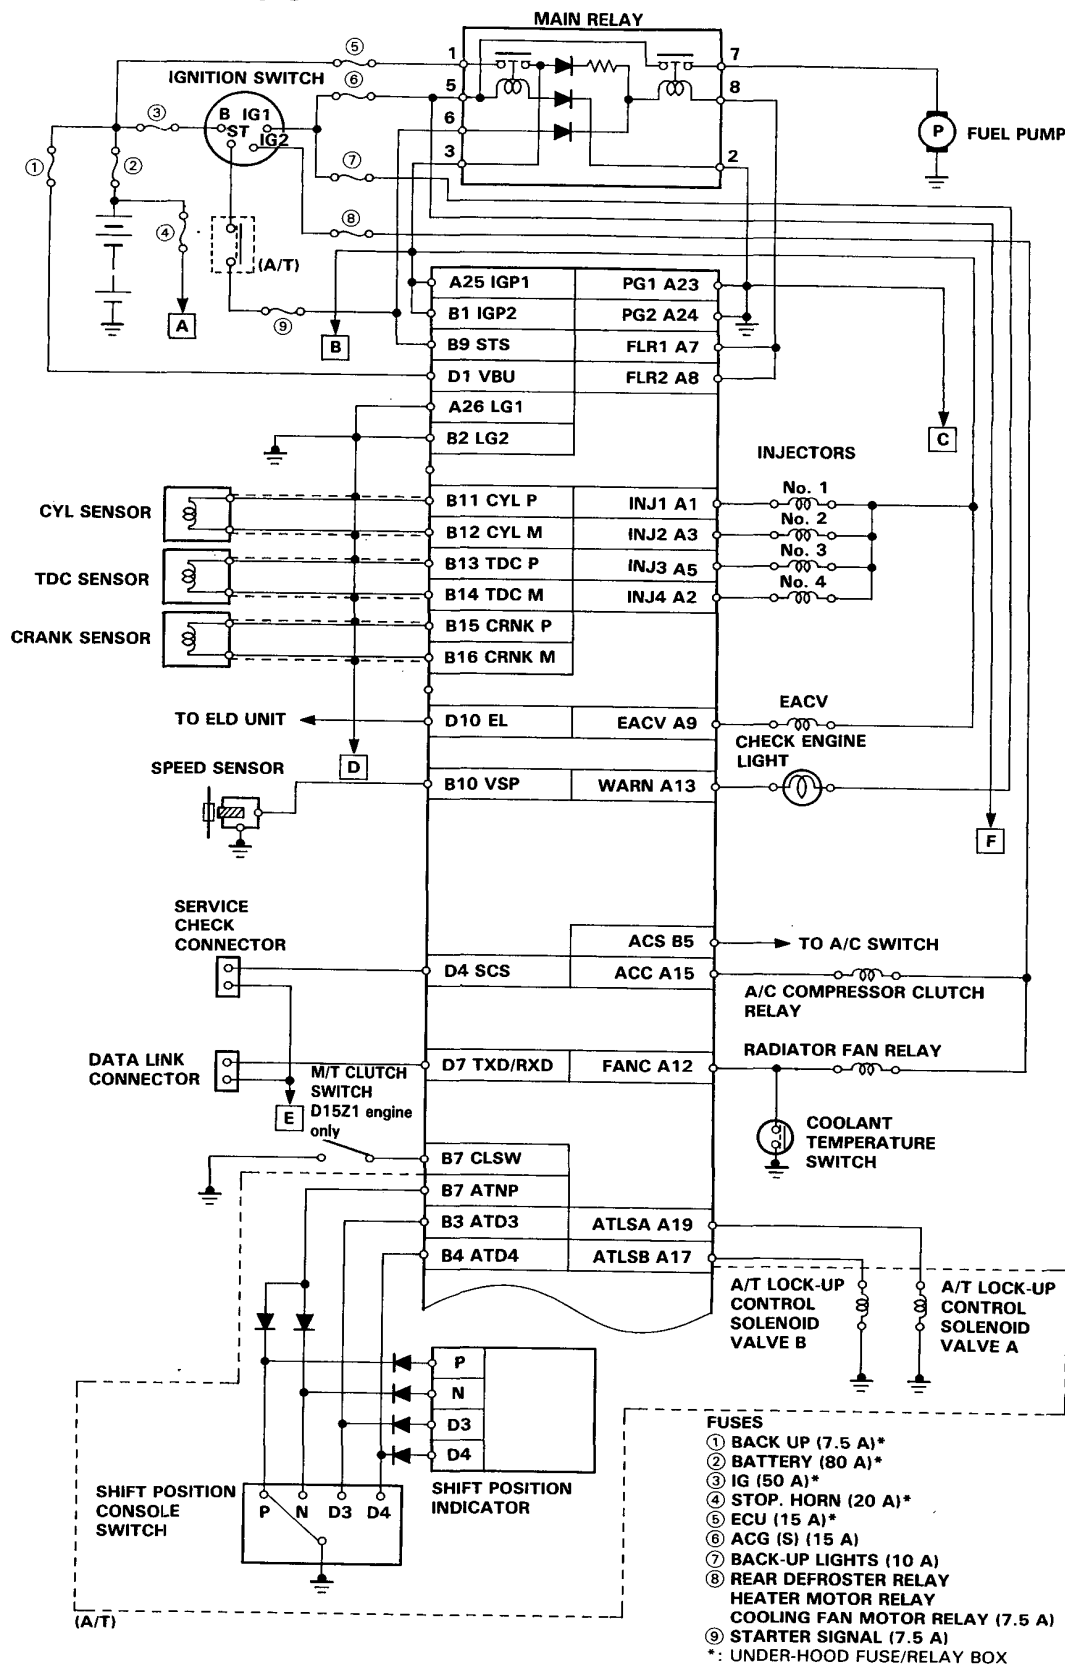 MAIN RELAY
⑤
1
7
IGNITION SWITCH
⑥
5
8
③
B IG1
ST
IG2
6
P
FUEL PUMP
①
②
3
2
⑦
④
⑧
(A/T)
A
⑨
B
A25 IGP1
PG1 A23
B1 IGP2
PG2 A24
B9 STS
FLR1 A7
D1 VBU
FLR2 A8
A26 LG1
B2 LG2
C
INJECTORS
No. 1
CYL SENSOR
B11 CYL P
INJ1 A1
No. 2
B12 CYL M
INJ2 A3
No. 3
TDC SENSOR
B13 TDC P
INJ3 A5
No. 4
B14 TDC M
INJ4 A2
CRANK SENSOR
B15 CRNK P
B16 CRNK M
TO ELD UNIT
D10 EL
EACV A9
EACV
D
CHECK ENGINE
LIGHT
SPEED SENSOR
B10 VSP
WARN A13
F
SERVICE
CHECK
CONNECTOR
ACS B5
TO A/C SWITCH
D4 SCS
ACC A15
A/C COMPRESSOR CLUTCH
RELAY
DATA LINK
CONNECTOR
D7 TXD/RXD
FANC A12
RADIATOR FAN RELAY
E
M/T CLUTCH
SWITCH
D15Z1 engine
only
COOLANT
TEMPERATURE
SWITCH
B7 CLSW
B7 ATNP
B3 ATD3
ATLSA A19
B4 ATD4
ATLSB A17
A/T LOCK-UP
CONTROL
SOLENOID
VALVE B
A/T LOCK-UP
CONTROL
SOLENOID
VALVE A
P
N
D3
D4
SHIFT POSITION
INDICATOR
SHIFT POSITION
CONSOLE
SWITCH
P N D3 D4
(A/T)
FUSES
① BACK UP (7.5 A)*
② BATTERY (80 A)*
③ IG (50 A)*
④ STOP. HORN (20 A)*
⑤ ECU (15 A)*
⑥ ACG (S) (15 A)
⑦ BACK-UP LIGHTS (10 A)
⑧ REAR DEFROSTER RELAY
HEATER MOTOR RELAY
COOLING FAN MOTOR RELAY (7.5 A)
⑨ STARTER SIGNAL (7.5 A)
*: UNDER-HOOD FUSE/RELAY BOX